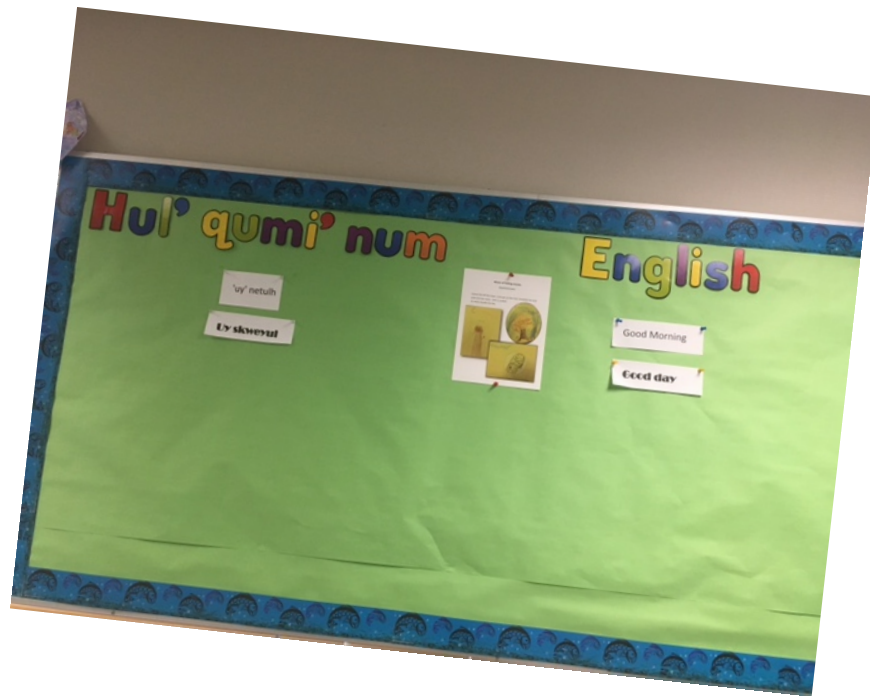 Hul' qumi' num
'uy' netulh
Uy skweyul
English
Good Morning
Good day